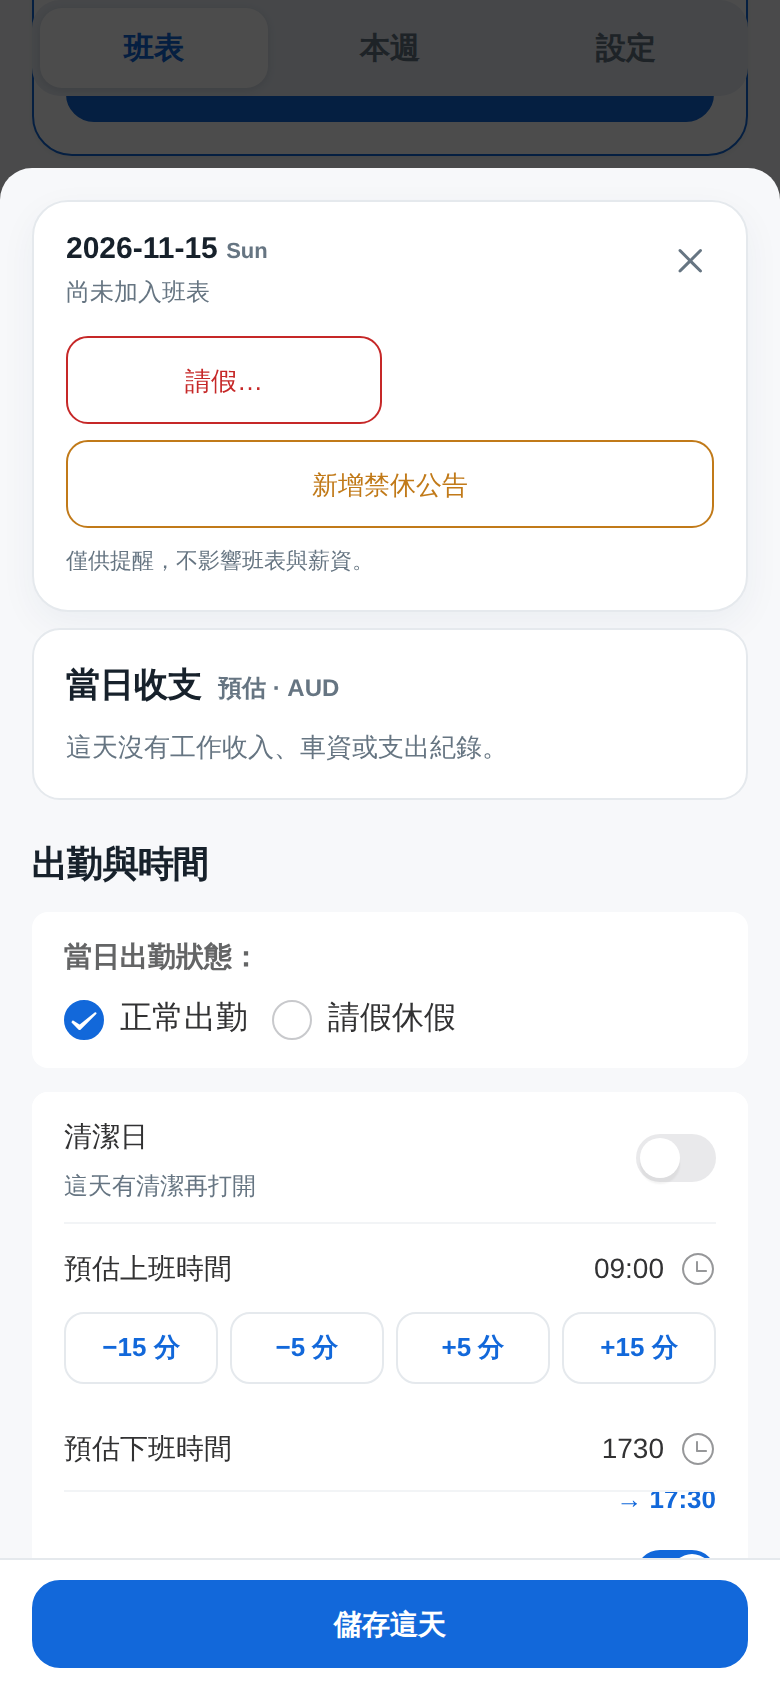 班表
本週
設定
2026-11-15 Sun
尚未加入班表
請假…
新增禁休公告
僅供提醒，不影響班表與薪資。
當日收支 預估 · AUD
這天沒有工作收入、車資或支出紀錄。
出勤與時間
當日出勤狀態：
正常出勤 請假休假
清潔日
這天有清潔再打開
預估上班時間 09:00
−15 分 −5 分 +5 分 +15 分
預估下班時間 1730
→ 17:30
儲存這天